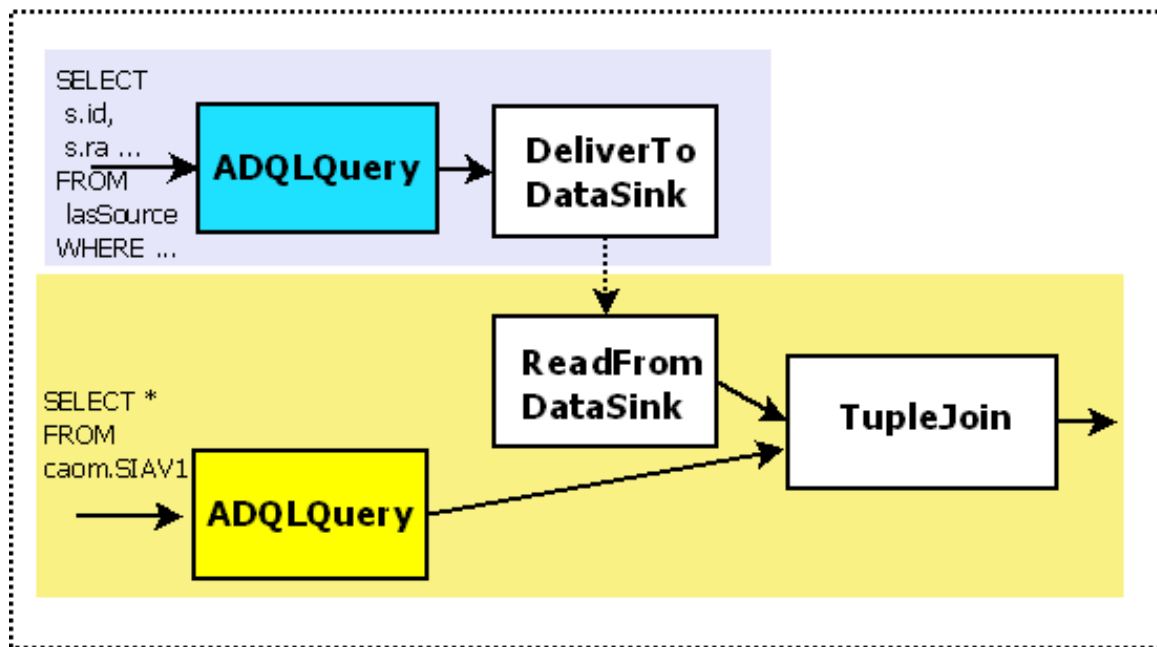 SELECT
s.id,
s.ra ...
FROM
lasSource
WHERE ...
ADQLQuery
DeliverTo
DataSink
ReadFrom
DataSink
TupleJoin
SELECT *
FROM
caom.SIAV1
ADQLQuery